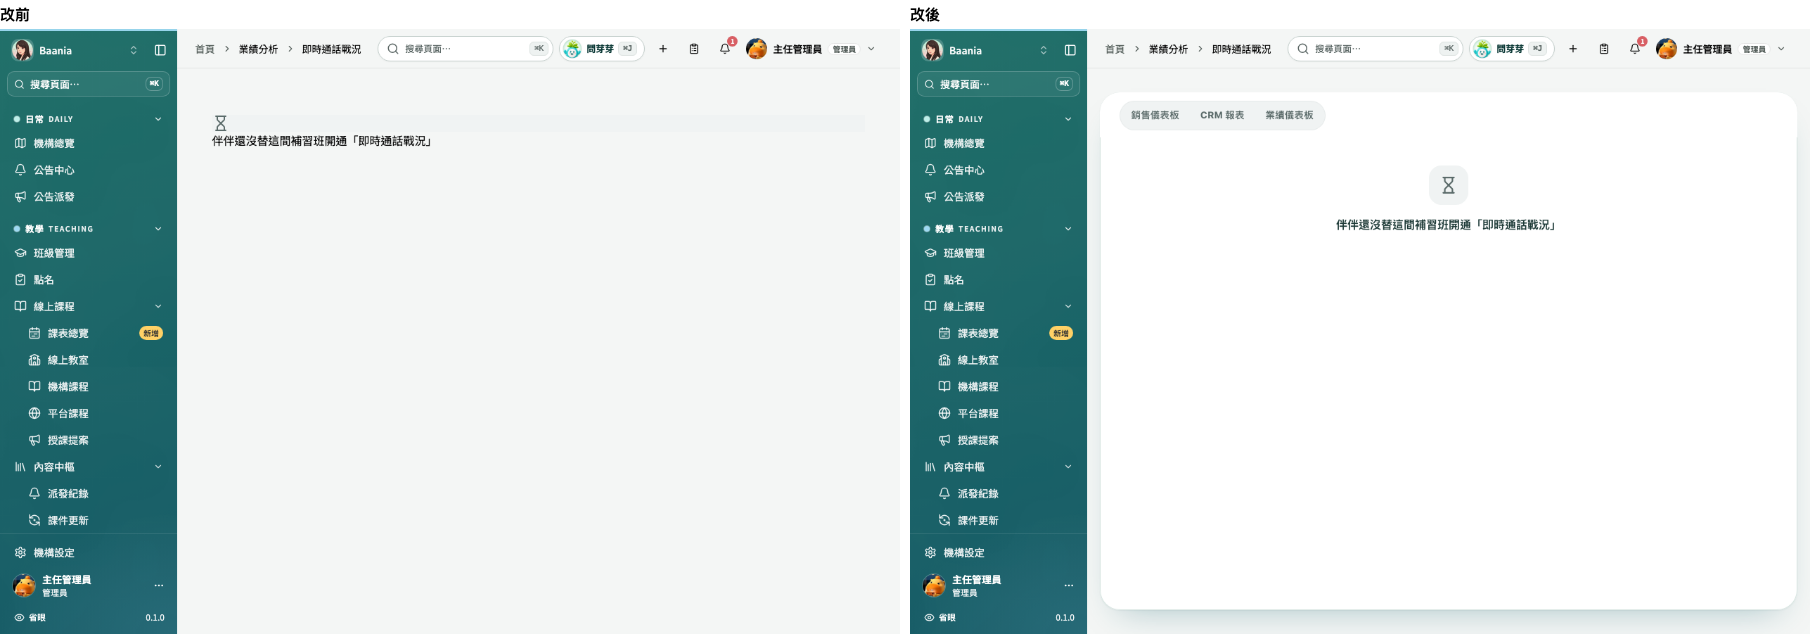 改前
Baania
搜尋頁面… ⌘K
日常 DAILY
機構總覽
公告中心
公告派發
教學 TEACHING
班級管理
點名
線上課程
課表總覽 新增
線上教室
機構課程
平台課程
授課提案
內容中樞
派發紀錄
課件更新
機構設定
主任管理員
管理員
省眼 0.1.0
首頁 > 業績分析 > 即時通話戰況 搜尋頁面… ⌘K 問芽芽 ⌘J 1 主任管理員 管理員
伴伴還沒替這間補習班開通「即時通話戰況」
改後
Baania
搜尋頁面… ⌘K
日常 DAILY
機構總覽
公告中心
公告派發
教學 TEACHING
班級管理
點名
線上課程
課表總覽 新增
線上教室
機構課程
平台課程
授課提案
內容中樞
派發紀錄
課件更新
機構設定
主任管理員
管理員
省眼 0.1.0
首頁 > 業績分析 > 即時通話戰況 搜尋頁面… ⌘K 問芽芽 ⌘J 1 主任管理員 管理員
銷售儀表板 CRM 報表 業績儀表板
伴伴還沒替這間補習班開通「即時通話戰況」